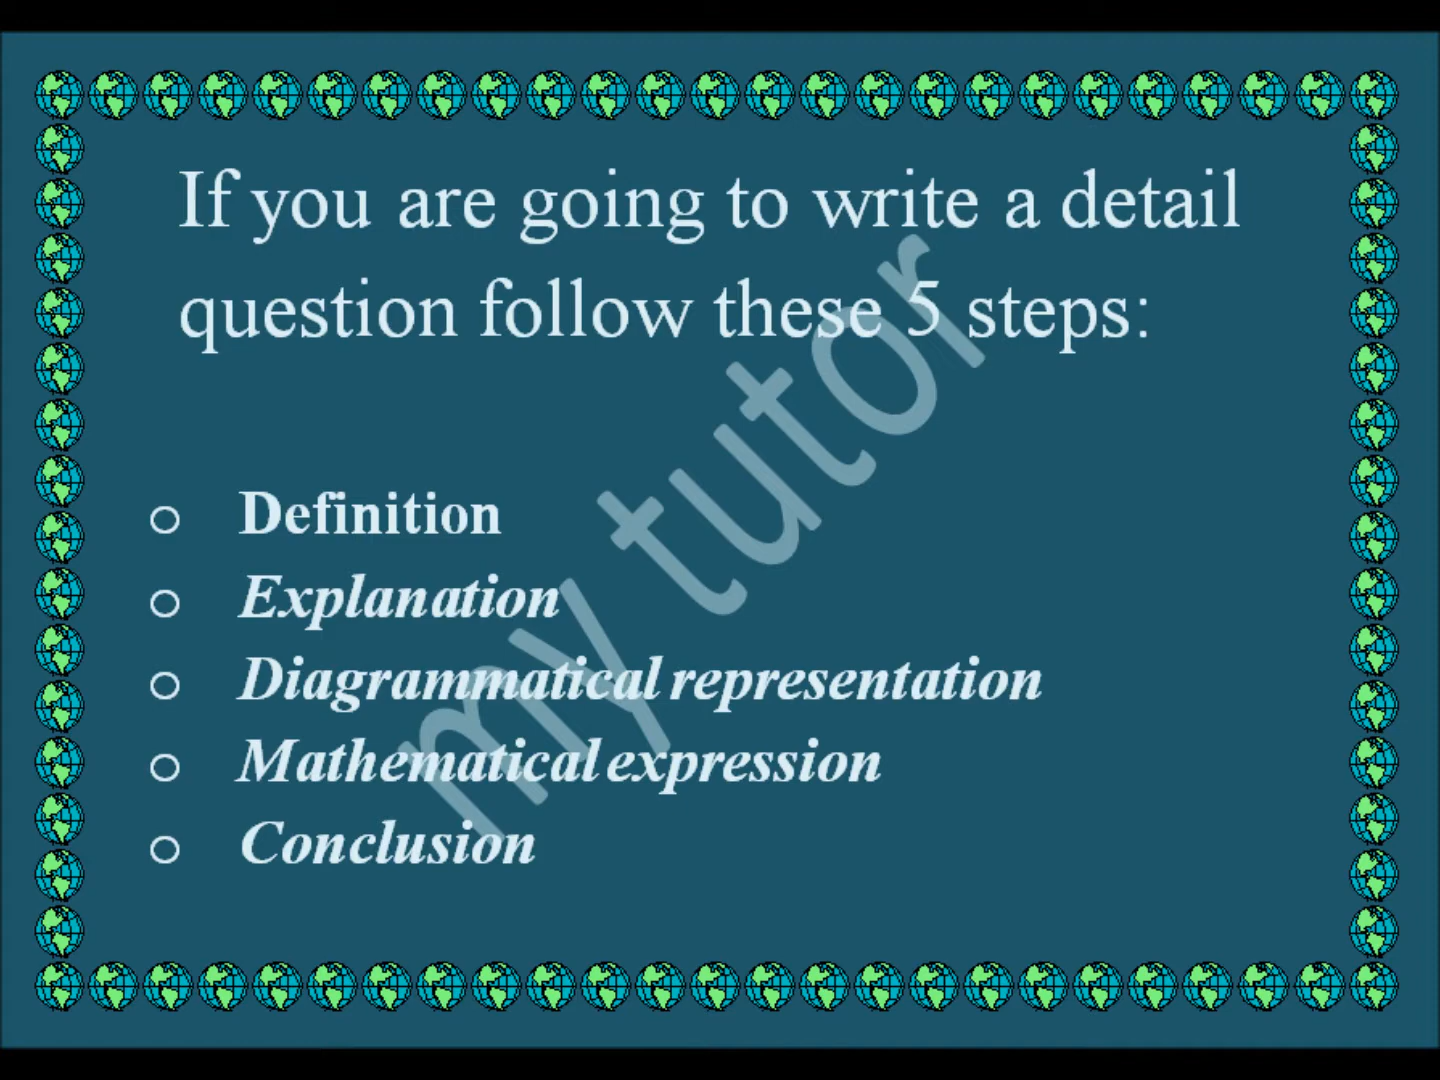 If you are going to write a detail
question follow these 5 steps:
my tutor
o Definition
o Explanation
o Diagrammatical representation
o Mathematical expression
o Conclusion